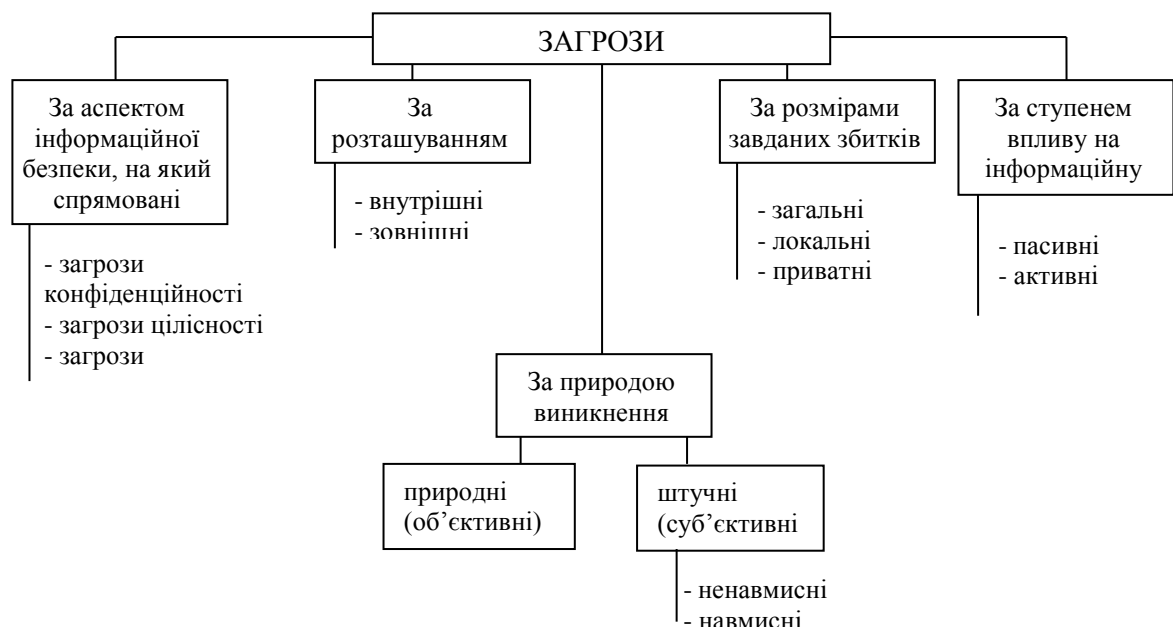 ЗАГРОЗИ
За аспектом
інформаційної
безпеки, на який
спрямовані
- загрози
конфіденційності
- загрози цілісності
- загрози
За
розташуванням
- внутрішні
- зовнішні
За розмірами
завданих збитків
- загальні
- локальні
- приватні
За ступенем
впливу на
інформаційну
- пасивні
- активні
За природою
виникнення
природні
(об’єктивні)
штучні
(суб’єктивні
- ненавмисні
- навмисні